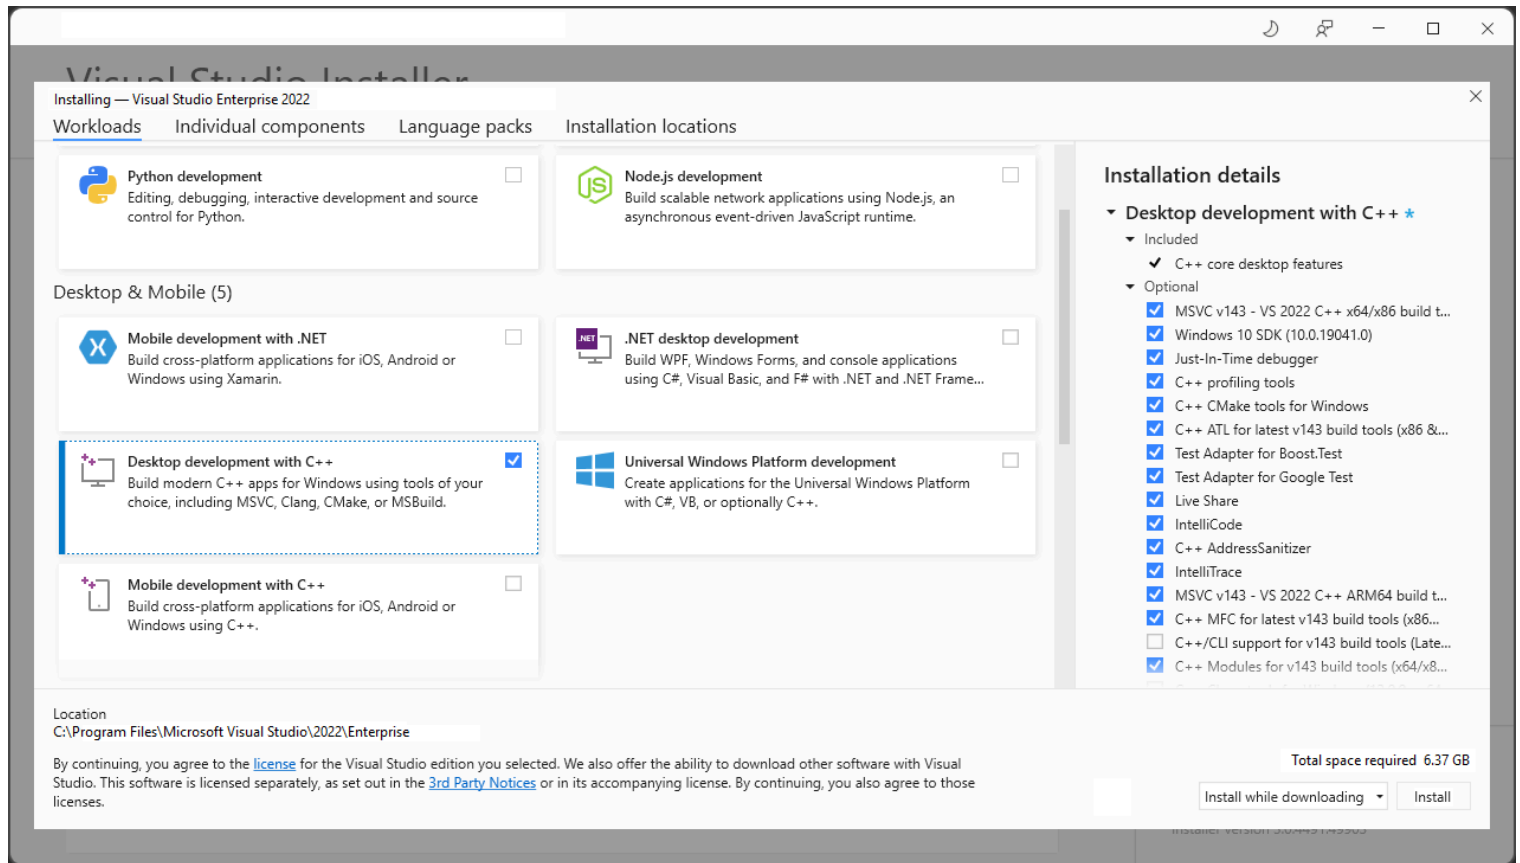 Visual Studio Installer
Installing — Visual Studio Enterprise 2022
Workloads
Individual components
Language packs
Installation locations
Python development
Editing, debugging, interactive development and source
control for Python.
Node.js development
Build scalable network applications using Node.js, an
asynchronous event-driven JavaScript runtime.
Desktop & Mobile (5)
Mobile development with .NET
Build cross-platform applications for iOS, Android or
Windows using Xamarin.
.NET
.NET desktop development
Build WPF, Windows Forms, and console applications
using C#, Visual Basic, and F# with .NET and .NET Frame...
Desktop development with C++
Build modern C++ apps for Windows using tools of your
choice, including MSVC, Clang, CMake, or MSBuild.
Universal Windows Platform development
Create applications for the Universal Windows Platform
with C#, VB, or optionally C++.
Mobile development with C++
Build cross-platform applications for iOS, Android or
Windows using C++.
Installation details
Desktop development with C++ *
Included
C++ core desktop features
Optional
MSVC v143 - VS 2022 C++ x64/x86 build t...
Windows 10 SDK (10.0.19041.0)
Just-In-Time debugger
C++ profiling tools
C++ CMake tools for Windows
C++ ATL for latest v143 build tools (x86 &...
Test Adapter for Boost.Test
Test Adapter for Google Test
Live Share
IntelliCode
C++ AddressSanitizer
IntelliTrace
MSVC v143 - VS 2022 C++ ARM64 build t...
C++ MFC for latest v143 build tools (x86...
C++/CLI support for v143 build tools (Late...
C++ Modules for v143 build tools (x64/x8...
Location
C:\Program Files\Microsoft Visual Studio\2022\Enterprise
By continuing, you agree to the license for the Visual Studio edition you selected. We also offer the ability to download other software with Visual
Studio. This software is licensed separately, as set out in the 3rd Party Notices or in its accompanying license. By continuing, you also agree to those
licenses.
Total space required 6.37 GB
Install while downloading
Install